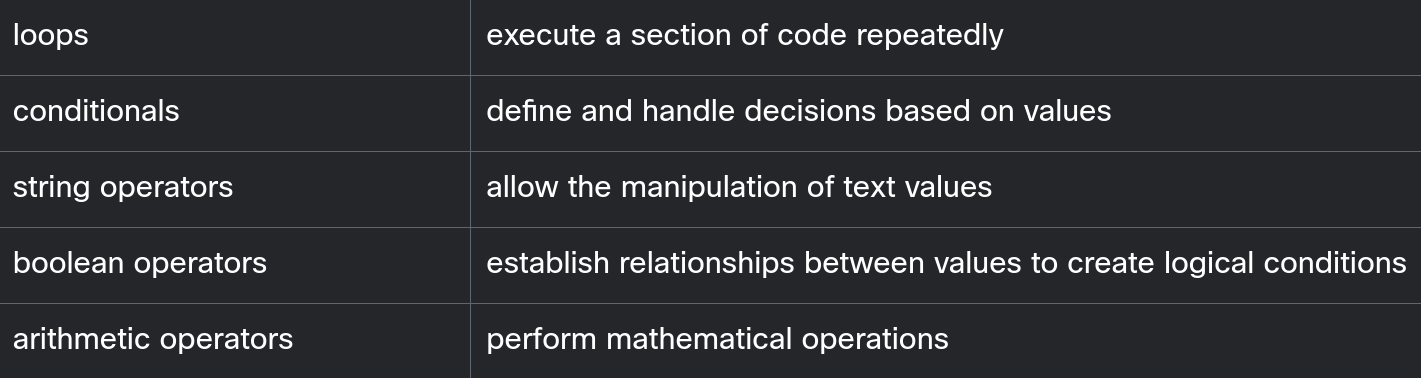 loops execute a section of code repeatedly
conditionals define and handle decisions based on values
string operators allow the manipulation of text values
boolean operators establish relationships between values to create logical conditions
arithmetic operators perform mathematical operations